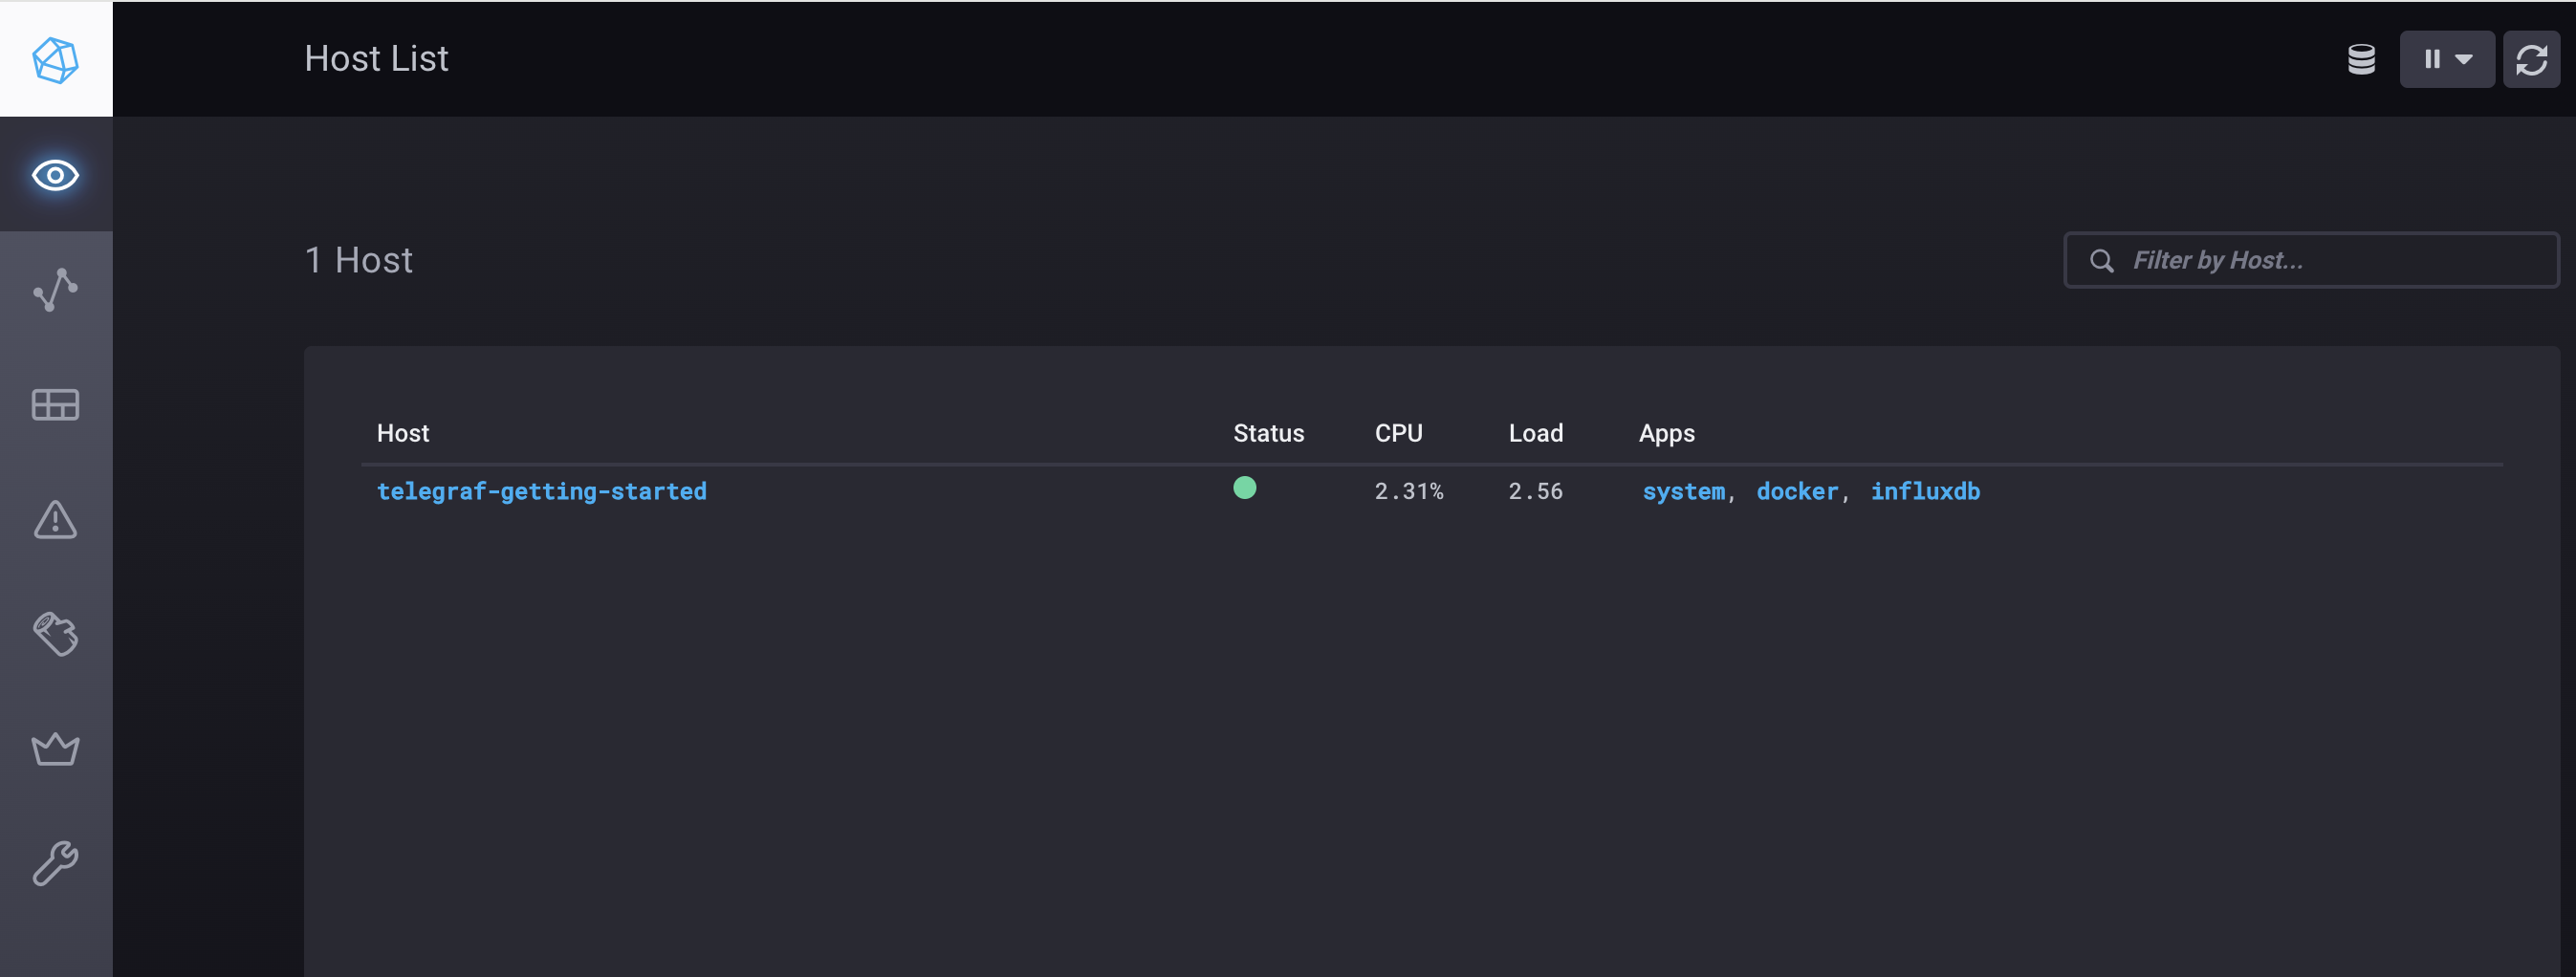 Host List
1 Host
Filter by Host...
Host Status CPU Load Apps
telegraf-getting-started 2.31% 2.56 system, docker, influxdb